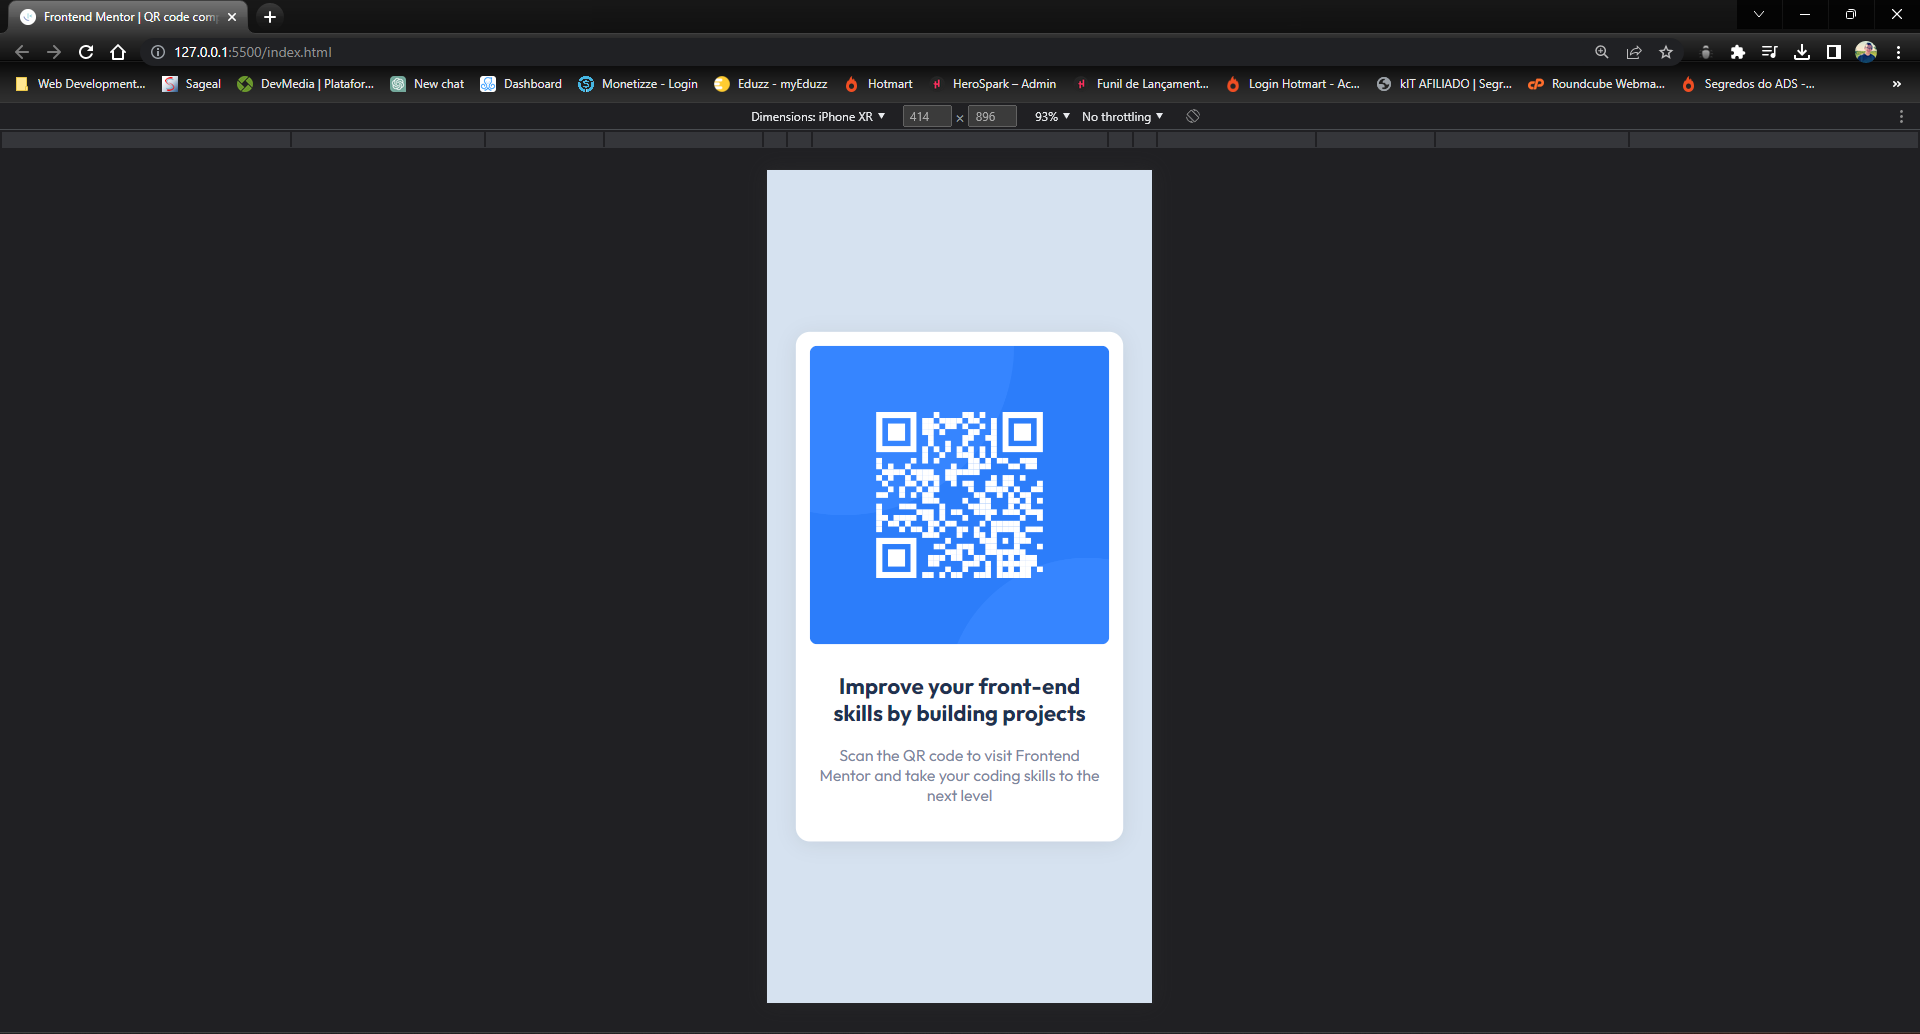 Frontend Mentor | QR code com
127.0.0.1:5500/index.html
Web Development... Sageal DevMedia | Platafor... New chat Dashboard Monetizze - Login Eduzz - myEduzz Hotmart HeroSpark – Admin Funil de Lançament... Login Hotmart - Ac... kIT AFILIADO | Segr... Roundcube Webma... Segredos do ADS -... »
Dimensions: iPhone XR 414 × 896 93% No throttling
Improve your front-end
skills by building projects
Scan the QR code to visit Frontend
Mentor and take your coding skills to the
next level